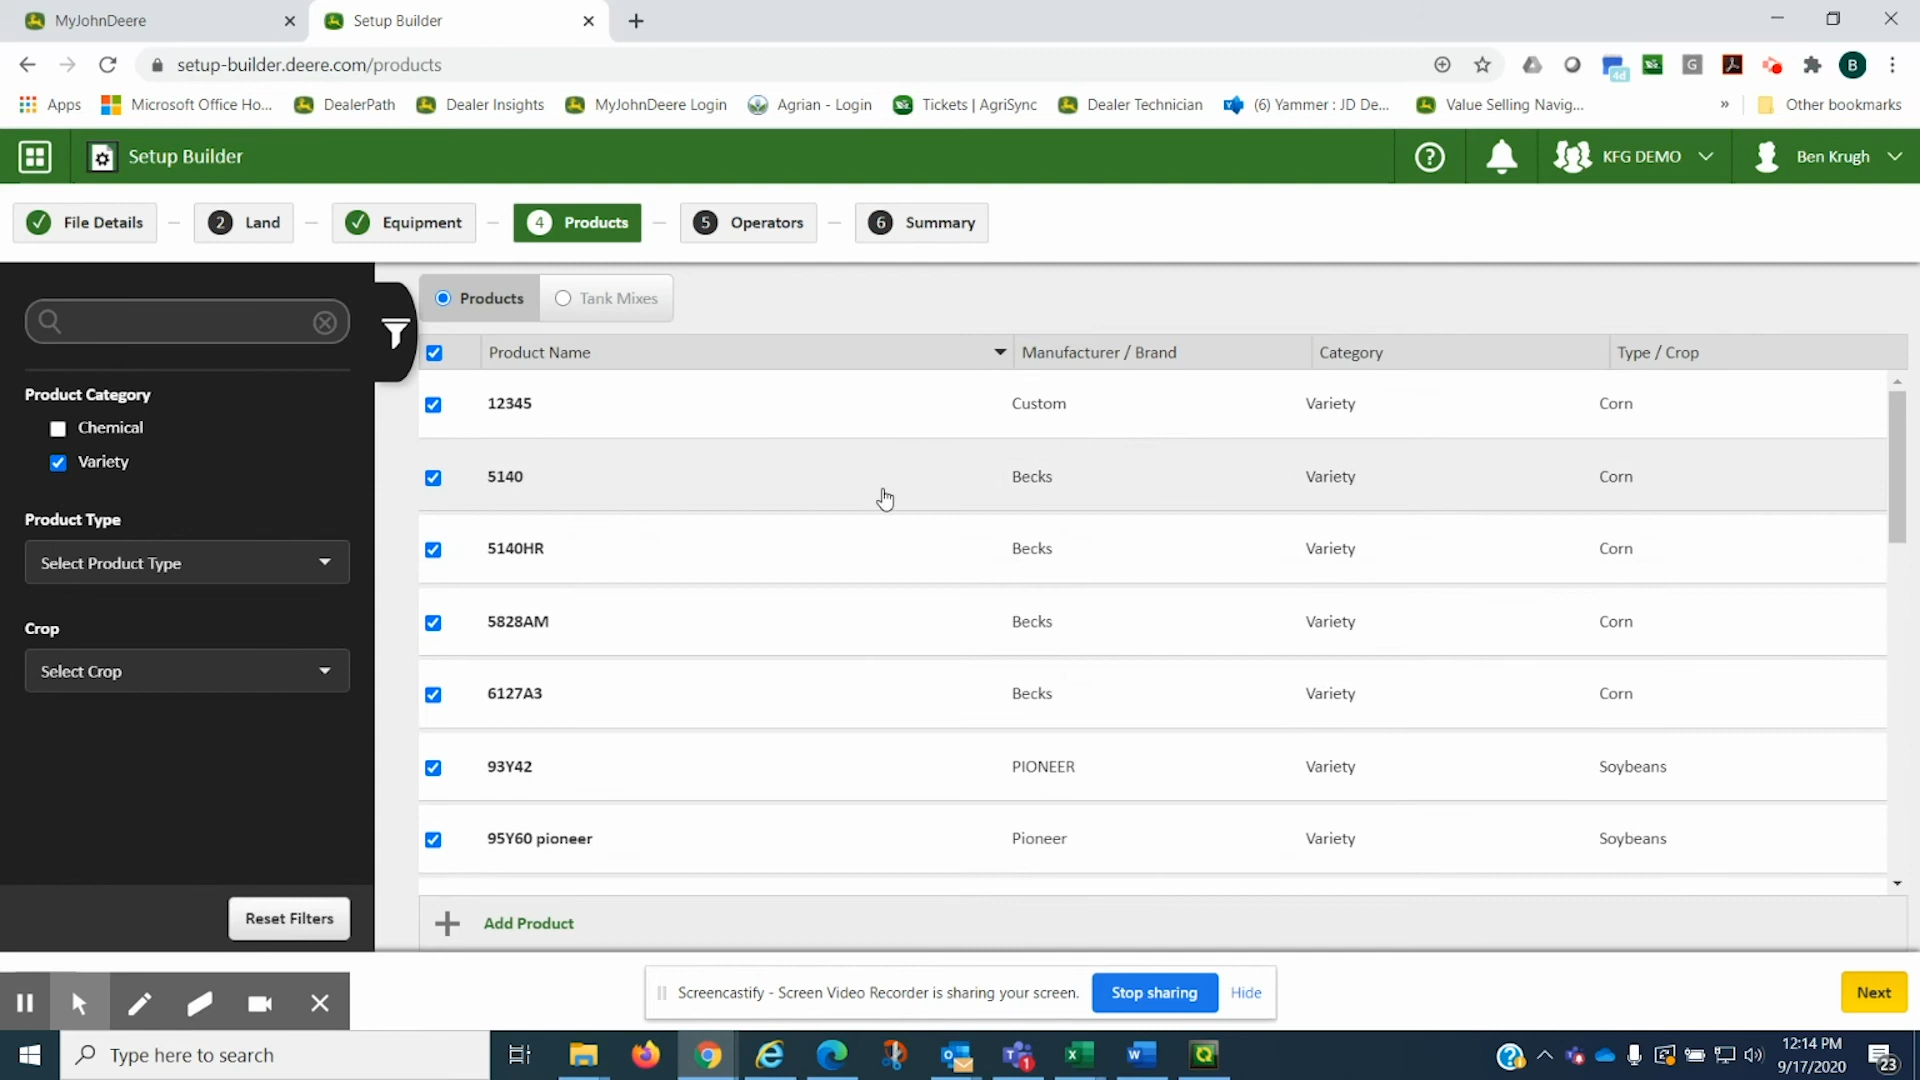 MyJohnDeere
Setup Builder
setup-builder.deere.com/products
4d
G
B
Apps
Microsoft Office Ho...
DealerPath
Dealer Insights
MyJohnDeere Login
Agrian - Login
Tickets | AgriSync
Dealer Technician
(6) Yammer : JD De...
Value Selling Navig...
»
Other bookmarks
Setup Builder
KFG DEMO
Ben Krugh
File Details
2 Land
Equipment
4 Products
5 Operators
6 Summary
Products
Tank Mixes
Product Name
Manufacturer / Brand
Category
Type / Crop
Product Category
Chemical
Variety
Product Type
Select Product Type
Crop
Select Crop
Reset Filters
12345 Custom Variety Corn
5140 Becks Variety Corn
5140HR Becks Variety Corn
5828AM Becks Variety Corn
6127A3 Becks Variety Corn
93Y42 PIONEER Variety Soybeans
95Y60 pioneer Pioneer Variety Soybeans
Add Product
Screencastify - Screen Video Recorder is sharing your screen.
Stop sharing
Hide
Next
Type here to search
1
12:14 PM
9/17/2020
23